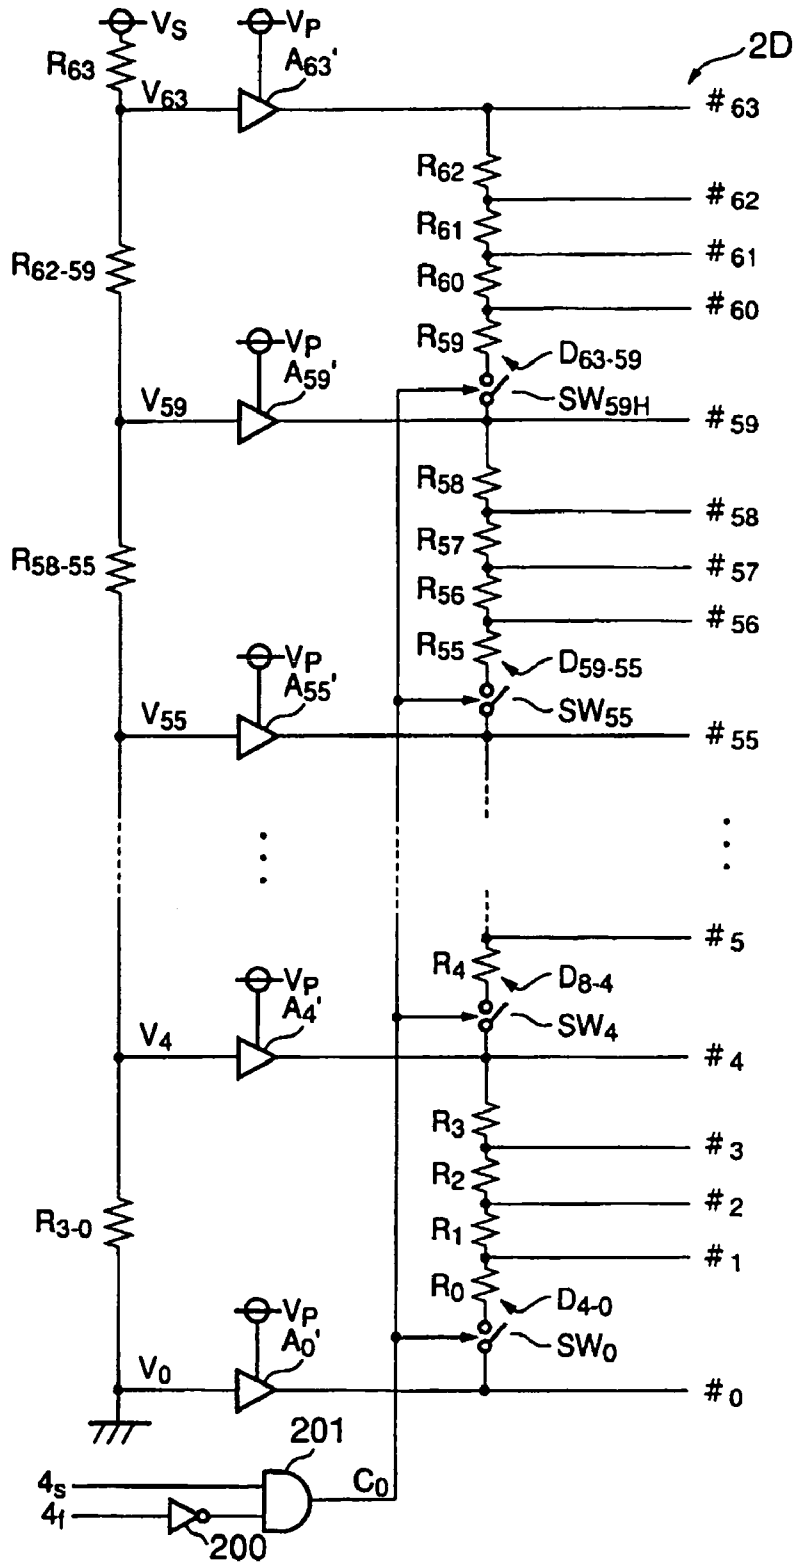 VS VP
R63 A63' 2D
V63 #63
R62
#62
R61
#61
R62-59 R60
#60
VP R59 D63-59
A59'
V59 SW59H
#59
R58
#58
R58-55 R57
#57
R56
#56
R55 D59-55
VP
A55'
V55 SW55
#55
#5
R4 D8-4
VP
A4'
V4 SW4
#4
R3
#3
R2
#2
R3-0 R1
#1
R0 D4-0
VP
A0'
V0 SW0
#0
201
4s C0
4f
200